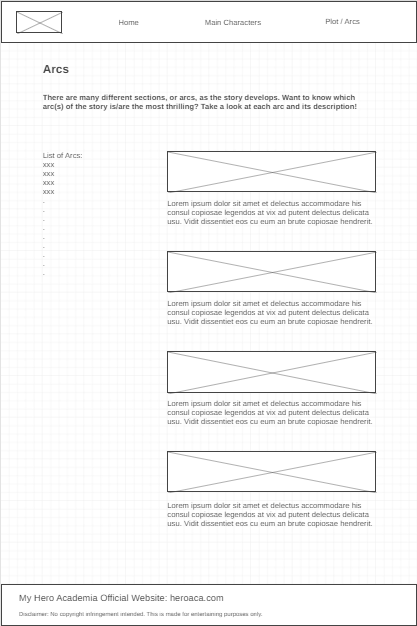 Home
Main Characters
Plot / Arcs
Arcs
There are many different sections, or arcs, as the story develops. Want to know which
arc(s) of the story is/are the most thrilling? Take a look at each arc and its description!
List of Arcs:
xxx
xxx
xxx
xxx
-
-
-
-
-
-
-
-
-
Lorem ipsum dolor sit amet et delectus accommodare his
consul copiosae legendos at vix ad putent delectus delicata
usu. Vidit dissentiet eos cu eum an brute copiosae hendrerit.
Lorem ipsum dolor sit amet et delectus accommodare his
consul copiosae legendos at vix ad putent delectus delicata
usu. Vidit dissentiet eos cu eum an brute copiosae hendrerit.
Lorem ipsum dolor sit amet et delectus accommodare his
consul copiosae legendos at vix ad putent delectus delicata
usu. Vidit dissentiet eos cu eum an brute copiosae hendrerit.
Lorem ipsum dolor sit amet et delectus accommodare his
consul copiosae legendos at vix ad putent delectus delicata
usu. Vidit dissentiet eos cu eum an brute copiosae hendrerit.
My Hero Academia Official Website: heroaca.com
Disclaimer: No copyright infringement intended. This is made for entertaining purposes only.